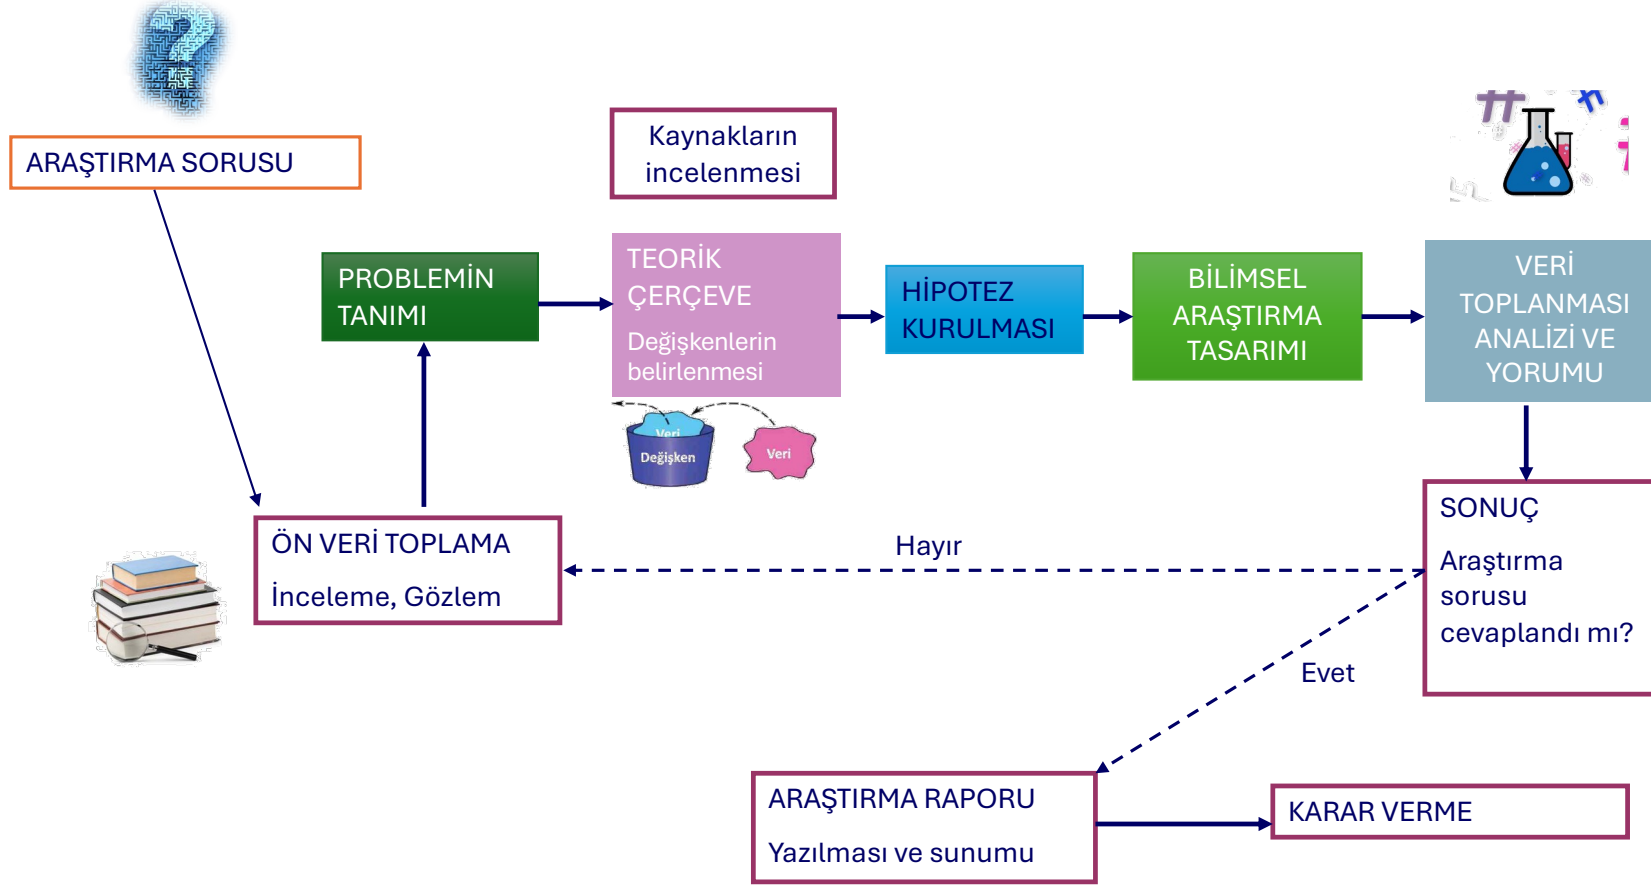 ARAŞTIRMA SORUSU
Kaynakların
incelenmesi
PROBLEMİN
TANIMI
TEORİK
ÇERÇEVE
Değişkenlerin
belirlenmesi
HİPOTEZ
KURULMASI
BİLİMSEL
ARAŞTIRMA
TASARIMI
VERİ
TOPLANMASI
ANALİZİ VE
YORUMU
Veri
Değişken
Veri
ÖN VERİ TOPLAMA
İnceleme, Gözlem
Hayır
SONUÇ
Araştırma
sorusu
cevaplandı mı?
Evet
ARAŞTIRMA RAPORU
Yazılması ve sunumu
KARAR VERME